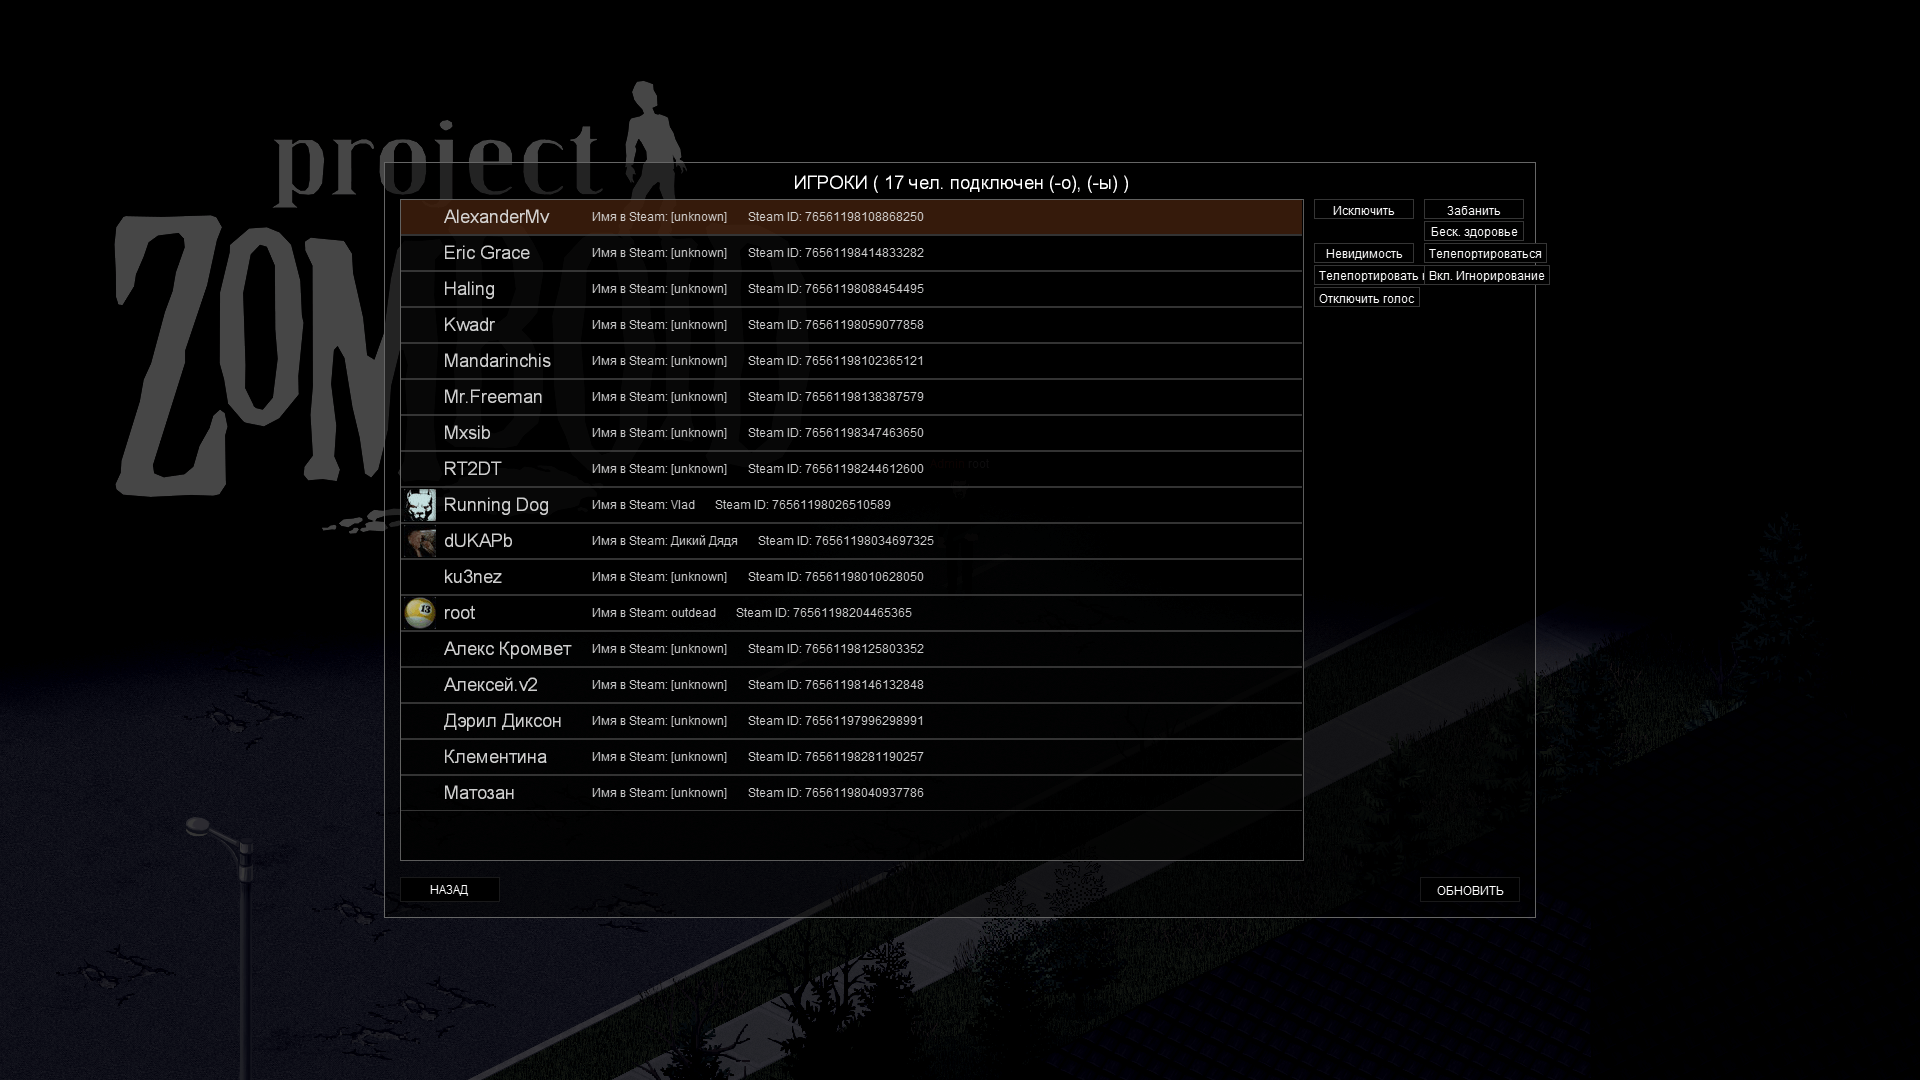 project
ZOMBOID
ИГРОКИ ( 17 чел. подключен (-о), (-ы) )
AlexanderMv Имя в Steam: [unknown] Steam ID: 76561198108868250
Eric Grace Имя в Steam: [unknown] Steam ID: 76561198414833282
Haling Имя в Steam: [unknown] Steam ID: 76561198088454495
Kwadr Имя в Steam: [unknown] Steam ID: 76561198059077858
Mandarinchis Имя в Steam: [unknown] Steam ID: 76561198102365121
Mr.Freeman Имя в Steam: [unknown] Steam ID: 76561198138387579
Mxsib Имя в Steam: [unknown] Steam ID: 76561198347463650
RT2DT Имя в Steam: [unknown] Steam ID: 76561198244612600
root
Running Dog Имя в Steam: Vlad Steam ID: 76561198026510589
dUKAPb Имя в Steam: Дикий Дядя Steam ID: 76561198034697325
ku3nez Имя в Steam: [unknown] Steam ID: 76561198010628050
13
root Имя в Steam: outdead Steam ID: 76561198204465365
Алекс Кромвет Имя в Steam: [unknown] Steam ID: 76561198125803352
Алексей.v2 Имя в Steam: [unknown] Steam ID: 76561198146132848
Дэрил Диксон Имя в Steam: [unknown] Steam ID: 76561197996298991
Клементина Имя в Steam: [unknown] Steam ID: 76561198281190257
Матозан Имя в Steam: [unknown] Steam ID: 76561198040937786
Исключить Забанить
Беск. здоровье
Невидимость Телепортироваться
Телепортировать Вкл. Игнорирование
Отключить голос
НАЗАД ОБНОВИТЬ